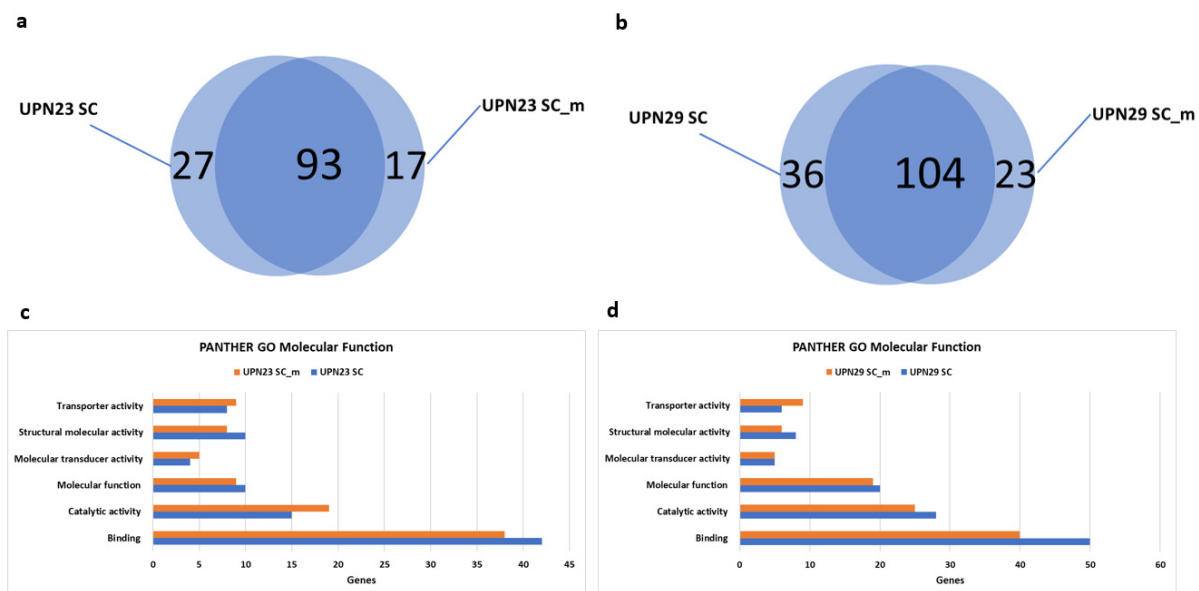 a
UPN23 SC
UPN23 SC_m
27
93
17
b
UPN29 SC
UPN29 SC_m
36
104
23
c
PANTHER GO Molecular Function
UPN23 SC_m UPN23 SC
Transporter activity
Structural molecular activity
Molecular transducer activity
Molecular function
Catalytic activity
Binding
0 5 10 15 20 25 30 35 40 45
Genes
d
PANTHER GO Molecular Function
UPN29 SC_m UPN29 SC
Transporter activity
Structural molecular activity
Molecular transducer activity
Molecular function
Catalytic activity
Binding
0 10 20 30 40 50 60
Genes